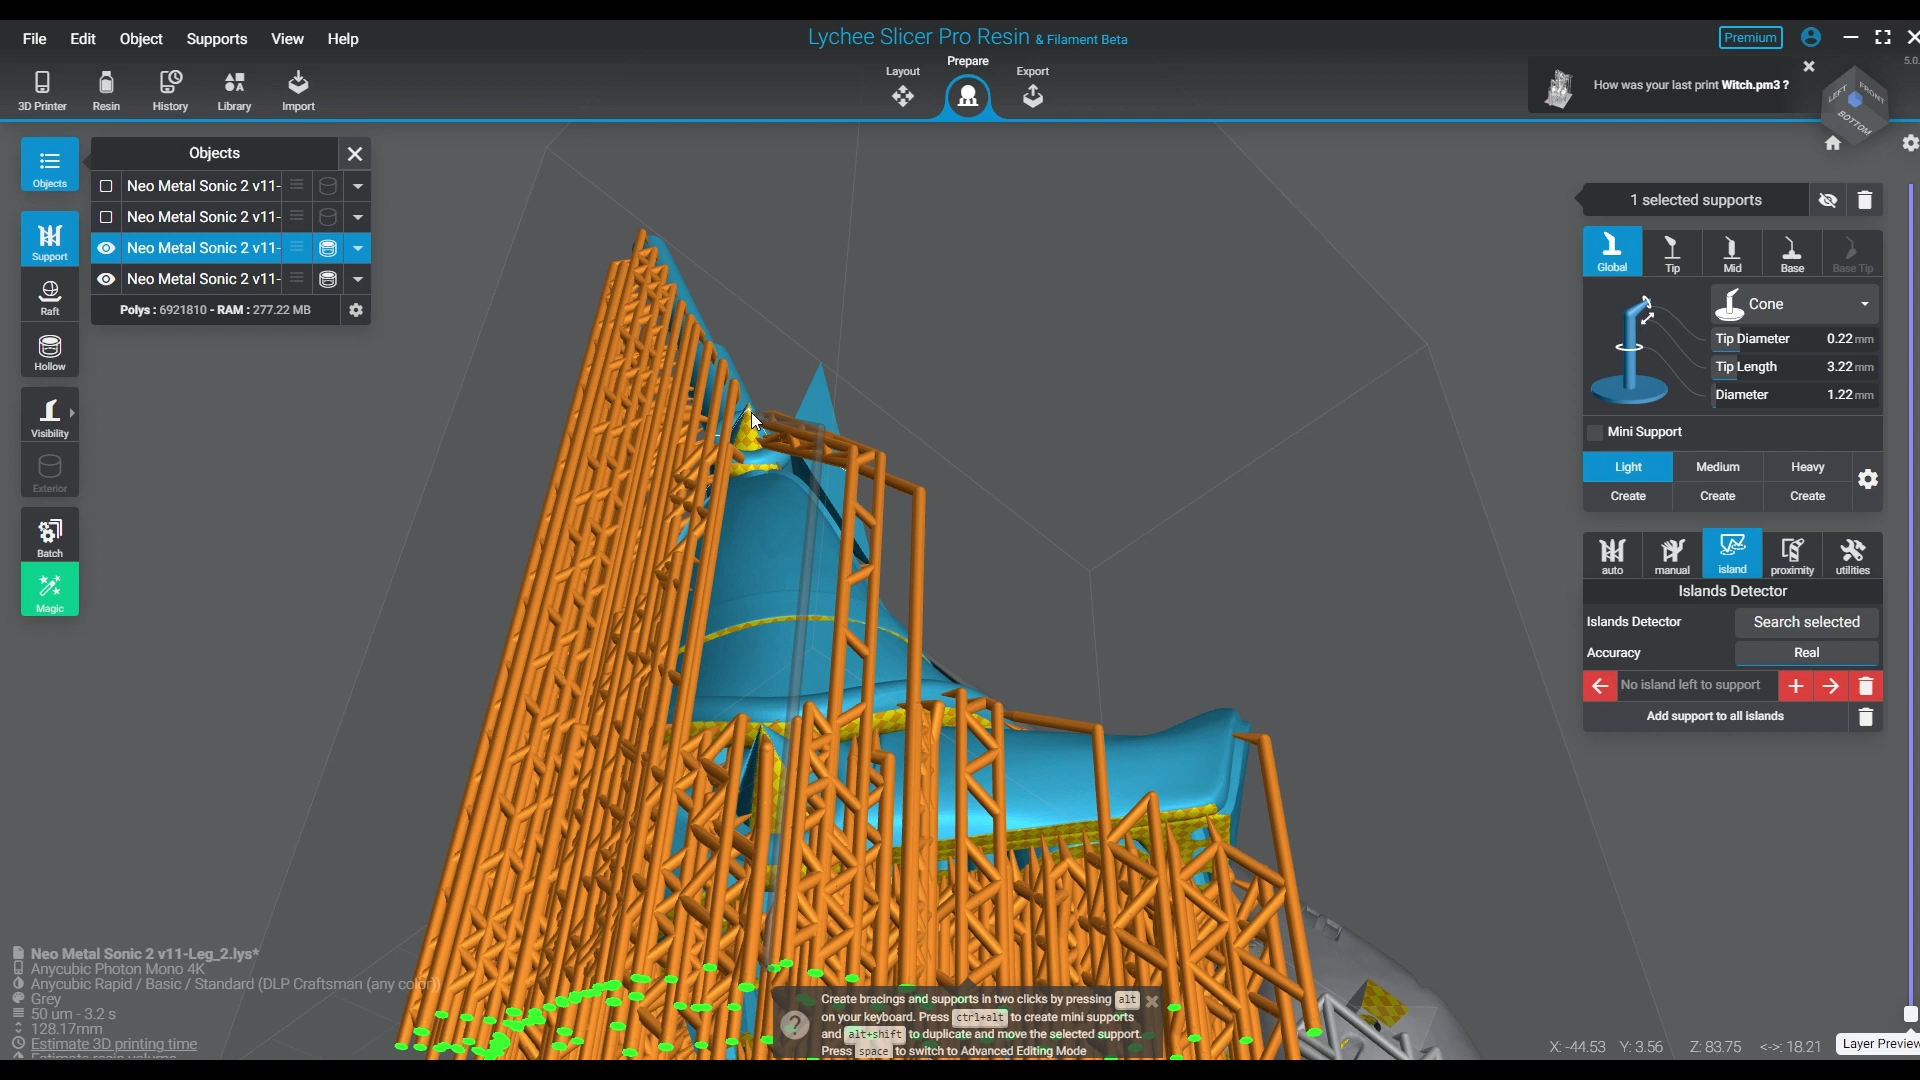 File Edit Object Supports View Help
Lychee Slicer Pro Resin & Filament Beta
Premium
5.0.
3D Printer Resin History Library Import
Layout Prepare Export
How was your last print Witch.pm3 ?
LEFT FRONT BOTTOM
Objects
Objects
Neo Metal Sonic 2 v11-
Neo Metal Sonic 2 v11-
Neo Metal Sonic 2 v11-
Neo Metal Sonic 2 v11-
Polys : 6921810 - RAM : 277.22 MB
Support
Raft
Hollow
Visibility
Exterior
Batch
Magic
1 selected supports
Global Tip Mid Base Base Tip
Cone
Tip Diameter 0.22 mm
Tip Length 3.22 mm
Diameter 1.22 mm
Mini Support
Light Medium Heavy
Create Create Create
auto manual island proximity utilities
Islands Detector
Islands Detector Search selected
Accuracy Real
No island left to support
Add support to all islands
Neo Metal Sonic 2 v11-Leg_2.lys*
Anycubic Photon Mono 4K
Anycubic Rapid / Basic / Standard (DLP Craftsman (any color))
Grey
50 um - 3.2 s
128.17mm
Estimate 3D printing time
Estimate resin volume
Create bracings and supports in two clicks by pressing alt
on your keyboard. Press ctrl+alt to create mini supports
and alt+shift to duplicate and move the selected support.
Press space to switch to Advanced Editing Mode
X: -44.53 Y: 3.56 Z: 83.75 <->: 18.21
Layer Preview